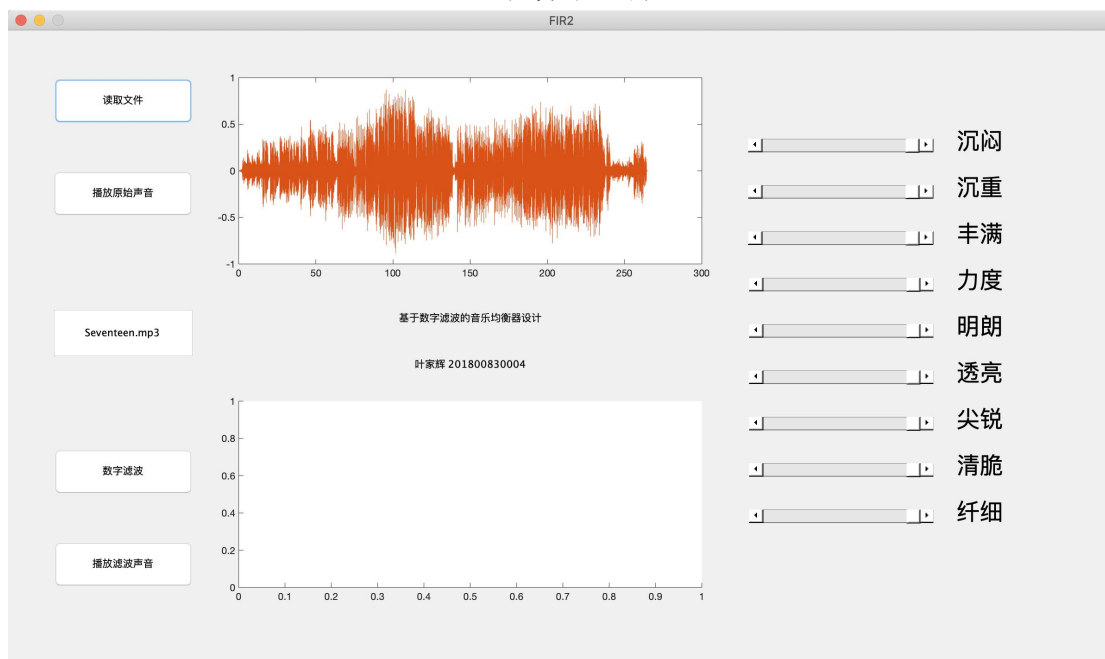 FIR2
读取文件
播放原始声音
Seventeen.mp3
数字滤波
播放滤波声音
1
0.5
0
-0.5
-1
0 50 100 150 200 250 300
基于数字滤波的音乐均衡器设计
叶家辉 201800830004
1
0.8
0.6
0.4
0.2
0
0 0.1 0.2 0.3 0.4 0.5 0.6 0.7 0.8 0.9 1
沉闷
沉重
丰满
力度
明朗
透亮
尖锐
清脆
纤细